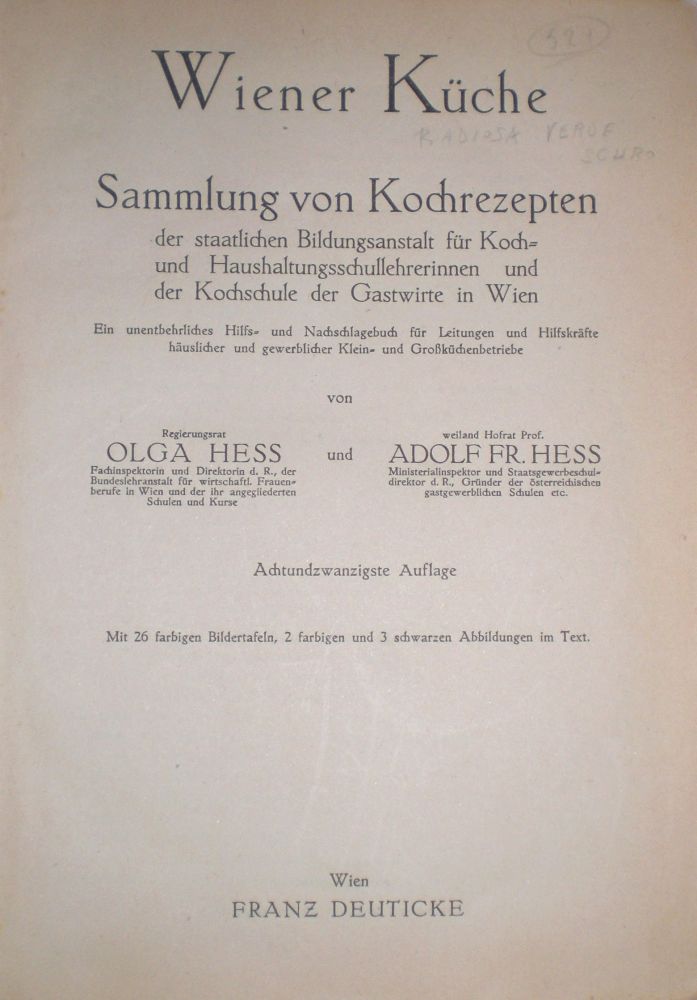 521
Wiener Küche
RADIOSA VERDE
Sammlung von Kochrezepten
der staatlichen Bildungsanstalt für Koch-
und Haushaltungsschullehrerinnen und
der Kochschule der Gastwirte in Wien
Ein unentbehrliches Hilfs- und Nachschlagebuch für Leitungen und Hilfskräfte
häuslicher und gewerblicher Klein- und Großküchenbetriebe
von
Regierungsrat
OLGA HESS
Fachinspektorin und Direktorin d. R., der
Bundeslehranstalt für wirtschaftl. Frauen-
berufe in Wien und der ihr angegliederten
Schulen und Kurse
und
weiland Hofrat Prof.
ADOLF FR. HESS
Ministerialinspektor und Staatsgewerbeschul-
direktor d. R., Gründer der österreichischen
gastgewerblichen Schulen etc.
Achtundzwanzigste Auflage
Mit 26 farbigen Bildertafeln, 2 farbigen und 3 schwarzen Abbildungen im Text.
Wien
FRANZ DEUTICKE